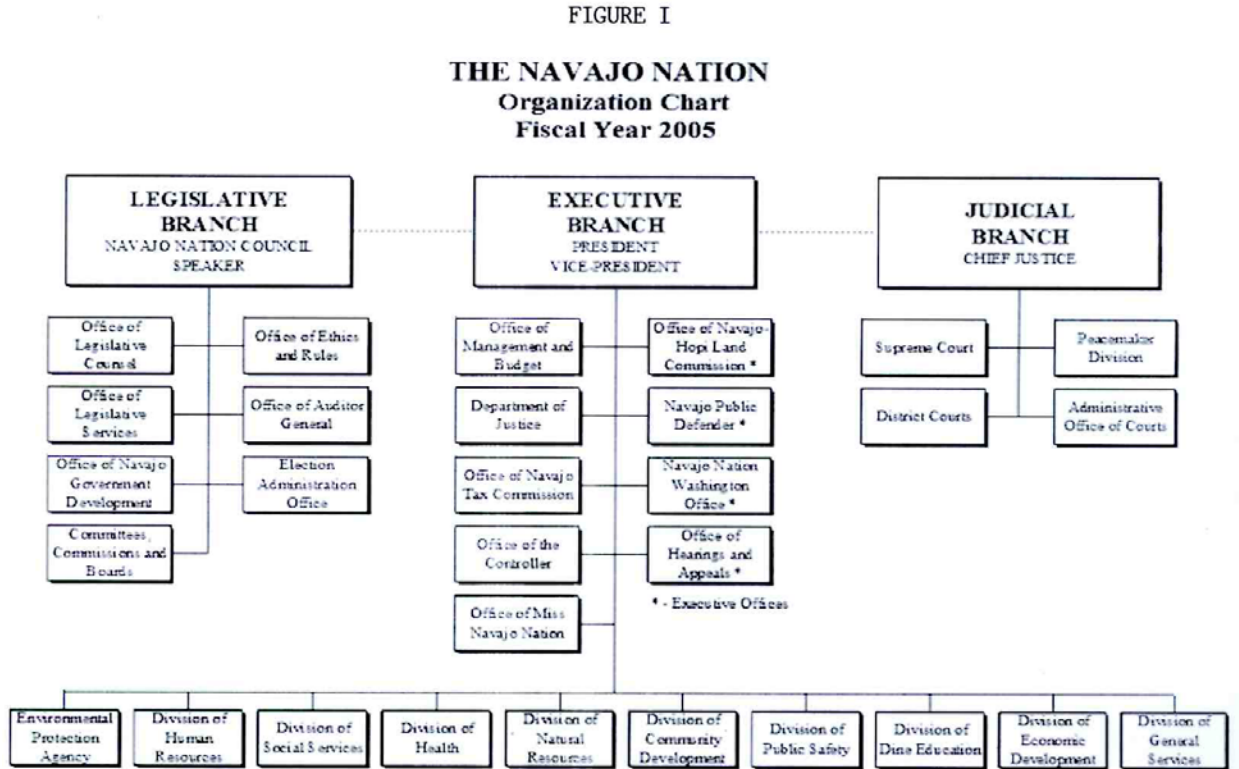 FIGURE I
THE NAVAJO NATION
Organization Chart
Fiscal Year 2005
LEGISLATIVE
BRANCH
NAVAJO NATION COUNCIL
SPEAKER
EXECUTIVE
BRANCH
PRESIDENT
VICE-PRESIDENT
JUDICIAL
BRANCH
CHIEF JUSTICE
Office of
Legislative
Counsel
Office of Ethics
and Rules
Office of
Legislative
Services
Office of Auditor
General
Office of Navajo
Government
Development
Election
Administration
Office
Committees,
Commissions and
Boards
Office of
Management and
Budget
Office of Navajo-
Hopi Land
Commission *
Department of
Justice
Navajo Public
Defender *
Office of Navajo
Tax Commission
Navajo Nation
Washington
Office *
Office of the
Controller
Office of
Hearings and
Appeals *
* - Executive Offices
Office of Miss
Navajo Nation
Supreme Court
Peacemaker
Division
District Courts
Administrative
Office of Courts
Environmental
Protection
Agency
Division of
Human
Resources
Division of
Social Services
Division of
Health
Division of
Natural
Resources
Division of
Community
Development
Division of
Public Safety
Division of
Dine Education
Division of
Economic
Development
Division of
General
Services